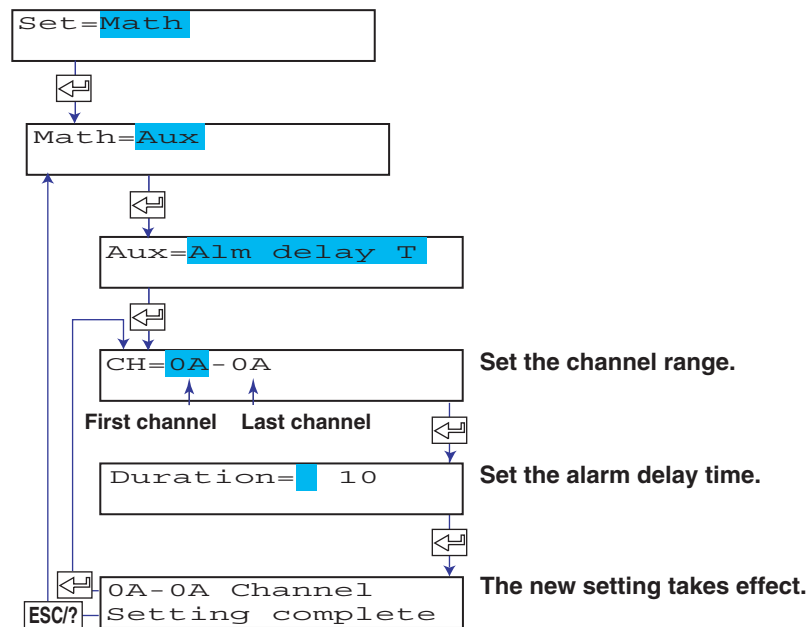 Set=Math
Math=Aux
Aux=Alm delay T
CH=0A-0A
Set the channel range.
First channel
Last channel
Duration= 10
Set the alarm delay time.
0A-0A Channel
The new setting takes effect.
ESC/?
Setting complete